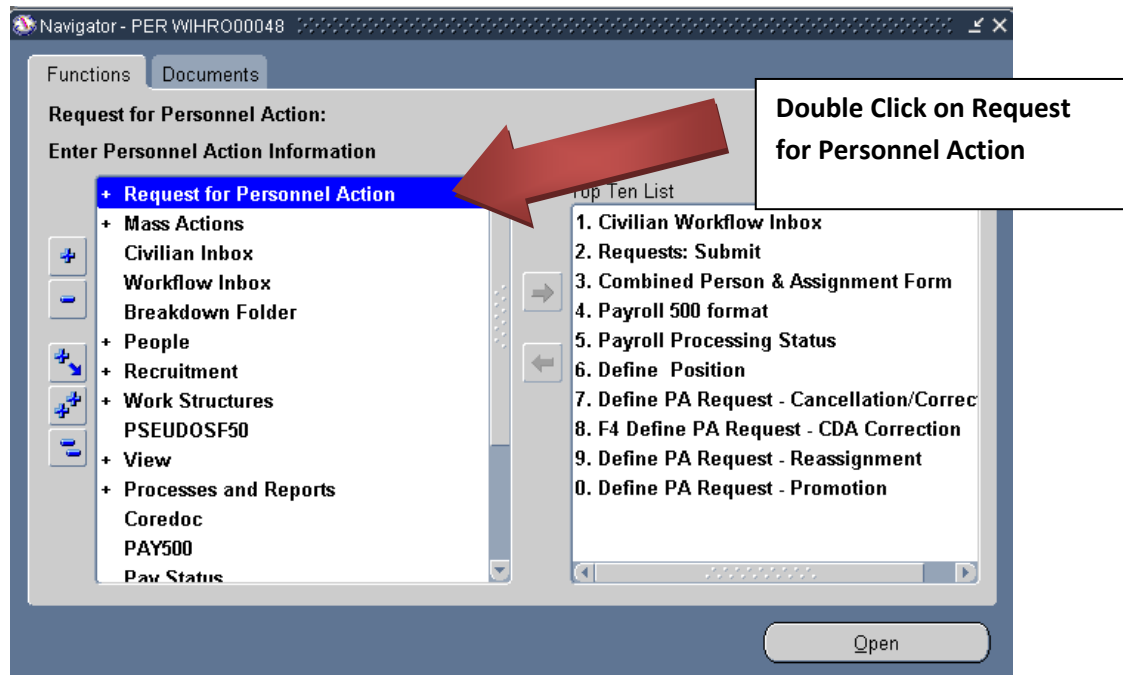 Navigator - PER WIHRO00048
Functions Documents
Request for Personnel Action:
Enter Personnel Action Information
Double Click on Request
for Personnel Action
+ Request for Personnel Action
+ Mass Actions
Civilian Inbox
Workflow Inbox
Breakdown Folder
+ People
+ Recruitment
+ Work Structures
PSEUDOSF50
+ View
+ Processes and Reports
Coredoc
PAY500
Pay Status
Top Ten List
1. Civilian Workflow Inbox
2. Requests: Submit
3. Combined Person & Assignment Form
4. Payroll 500 format
5. Payroll Processing Status
6. Define Position
7. Define PA Request - Cancellation/Correc
8. F4 Define PA Request - CDA Correction
9. Define PA Request - Reassignment
0. Define PA Request - Promotion
Open